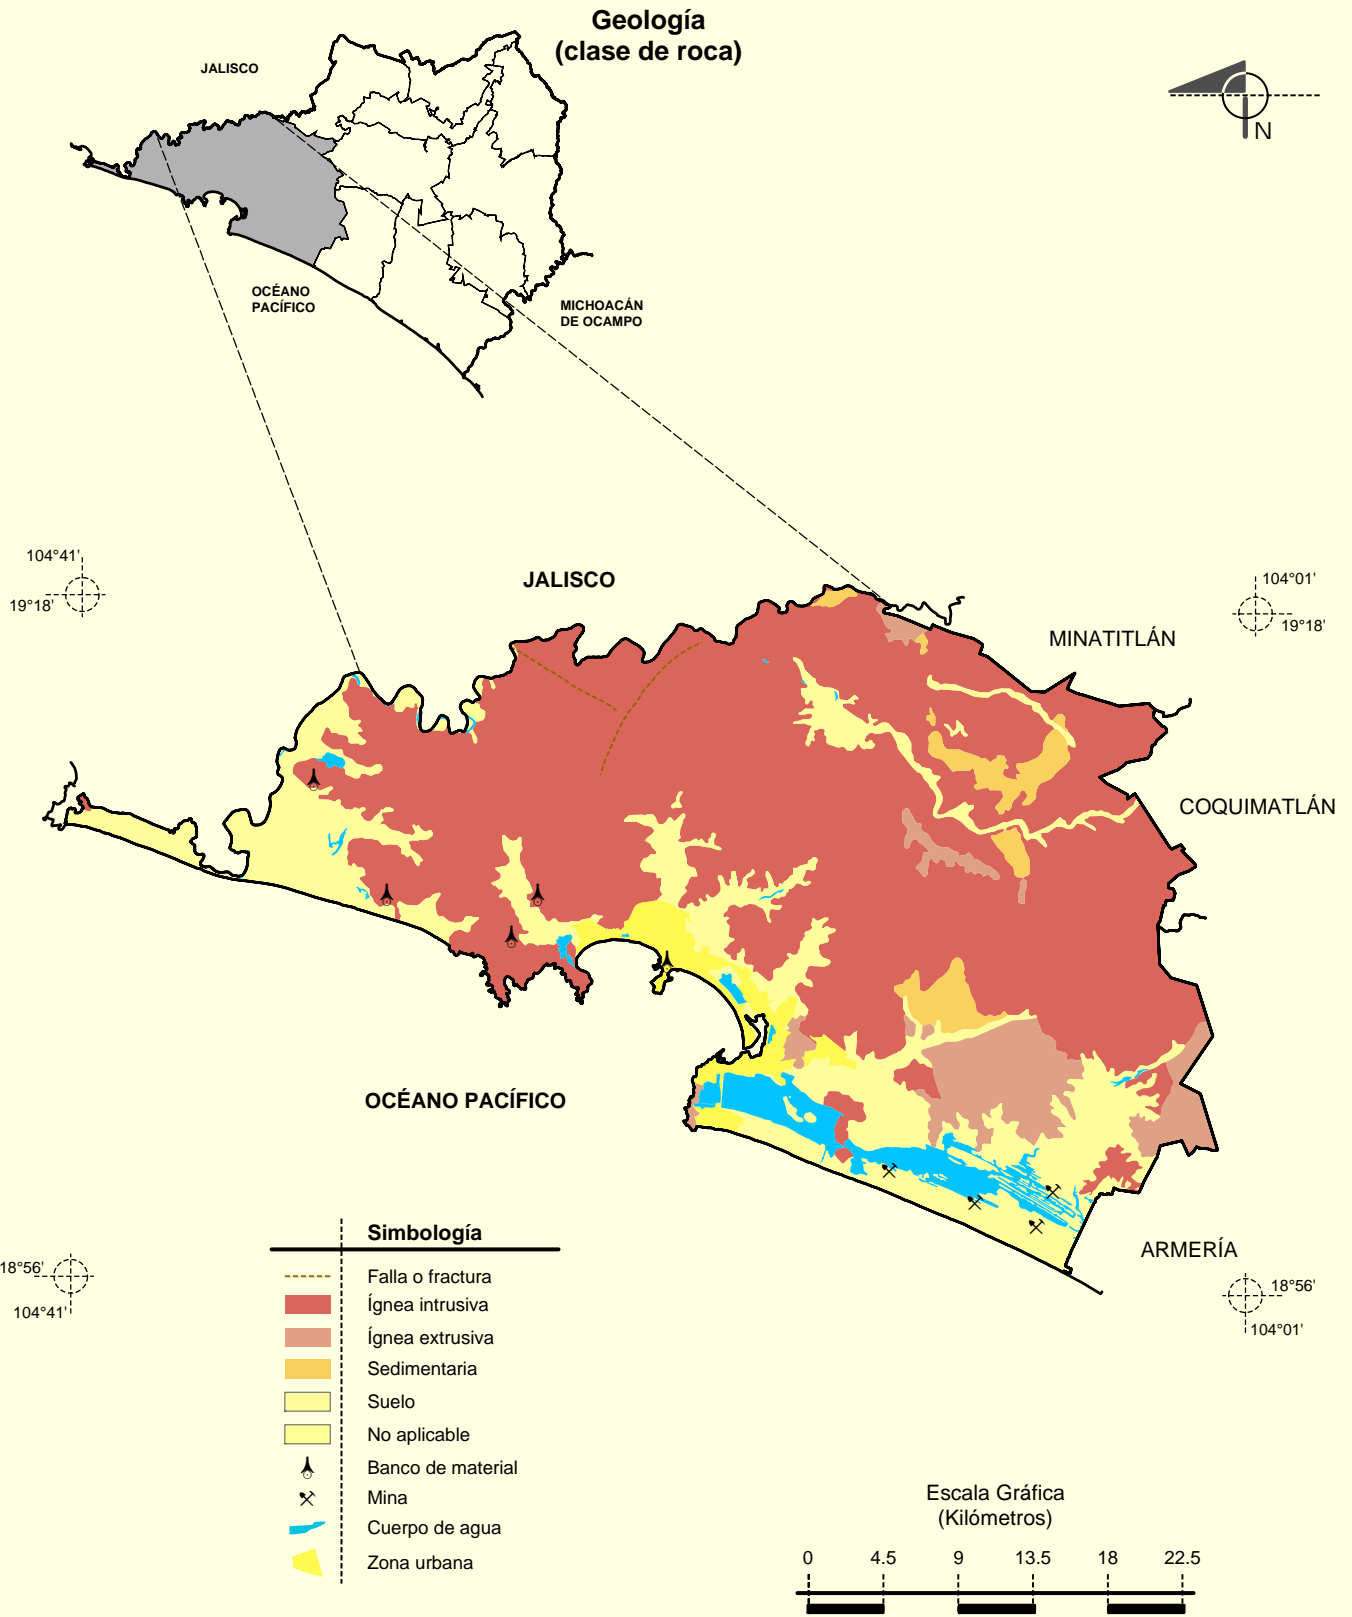 Geología
(clase de roca)
JALISCO
N
OCÉANO
PACÍFICO
MICHOACÁN
DE OCAMPO
104°41'
19°18'
JALISCO
104°01'
19°18'
MINATITLÁN
COQUIMATLÁN
OCÉANO PACÍFICO
ARMERÍA
18°56'
104°41'
18°56'
104°01'
Simbología
Falla o fractura
Ígnea intrusiva
Ígnea extrusiva
Sedimentaria
Suelo
No aplicable
Banco de material
Mina
Cuerpo de agua
Zona urbana
Escala Gráfica
(Kilómetros)
0 4.5 9 13.5 18 22.5